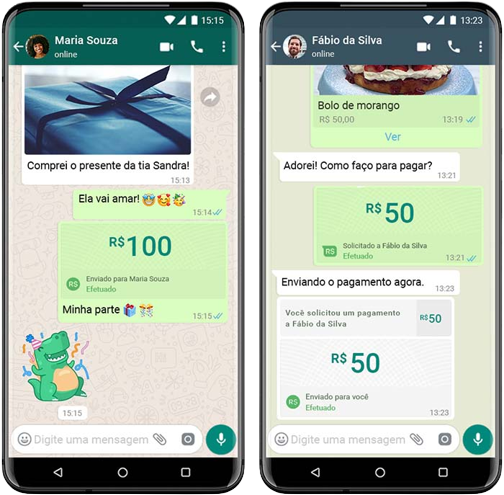 15:15
Maria Souza
online
Comprei o presente da tia Sandra!
15:13
Ela vai amar!
15:14
R$100
R$
Enviado para Maria Souza
Efetuado
Minha parte
15:15
15:15
Digite uma mensagem
13:23
Fábio da Silva
online
Bolo de morango
R$ 50,00
13:19
Ver
Adorei! Como faço para pagar?
13:21
R$50
R$
Solicitado a Fábio da Silva
Efetuado
13:21
Enviando o pagamento agora.
13:23
Você solicitou um pagamento
a Fábio da Silva
R$50
R$ 50
R$
Enviado para você
Efetuado
13:23
Digite uma mensagem